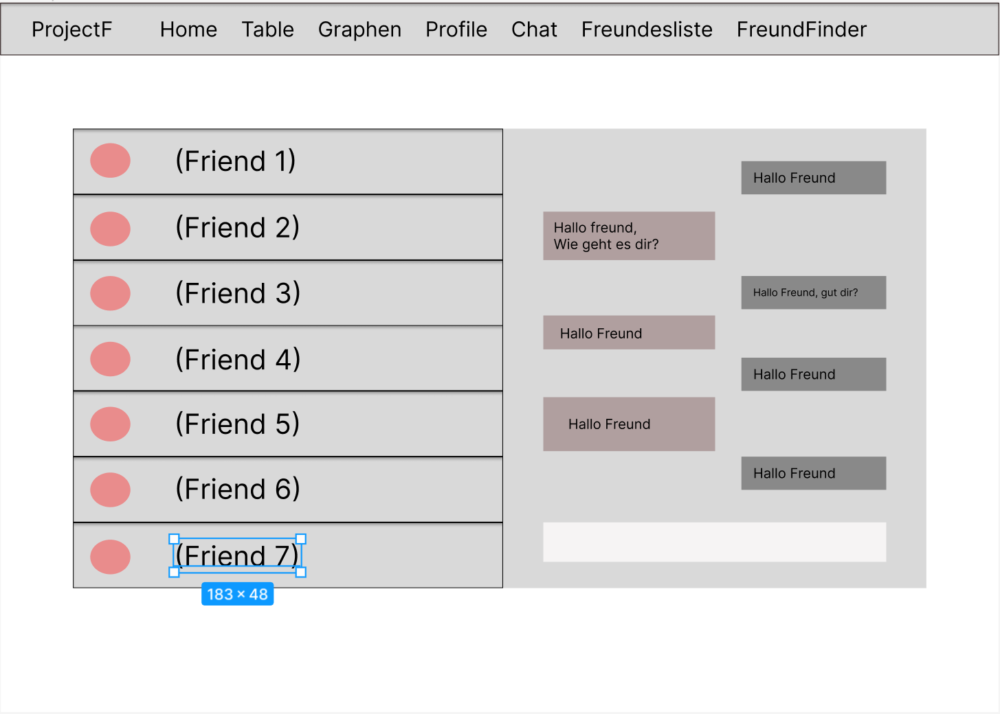 ProjectF Home Table Graphen Profile Chat Freundesliste FreundFinder
(Friend 1)
(Friend 2)
(Friend 3)
(Friend 4)
(Friend 5)
(Friend 6)
(Friend 7)
183 × 48
Hallo Freund
Hallo freund,
Wie geht es dir?
Hallo Freund, gut dir?
Hallo Freund
Hallo Freund
Hallo Freund
Hallo Freund